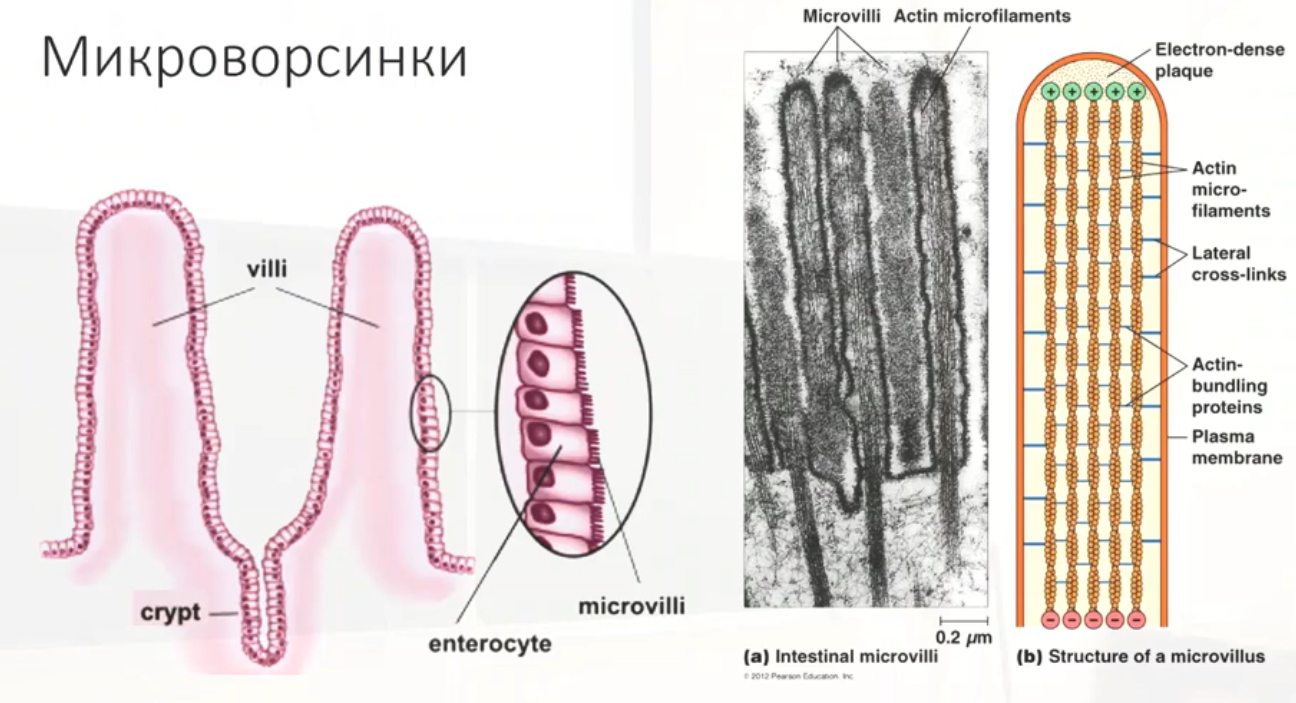 Микроворсинки
villi
crypt
enterocyte
microvilli
Microvilli Actin microfilaments
0.2 µm
(a) Intestinal microvilli
© 2012 Pearson Education, Inc.
Electron-dense
plaque
+ + + + +
Actin
micro-
filaments
Lateral
cross-links
Actin-
bundling
proteins
Plasma
membrane
− − − − −
(b) Structure of a microvillus